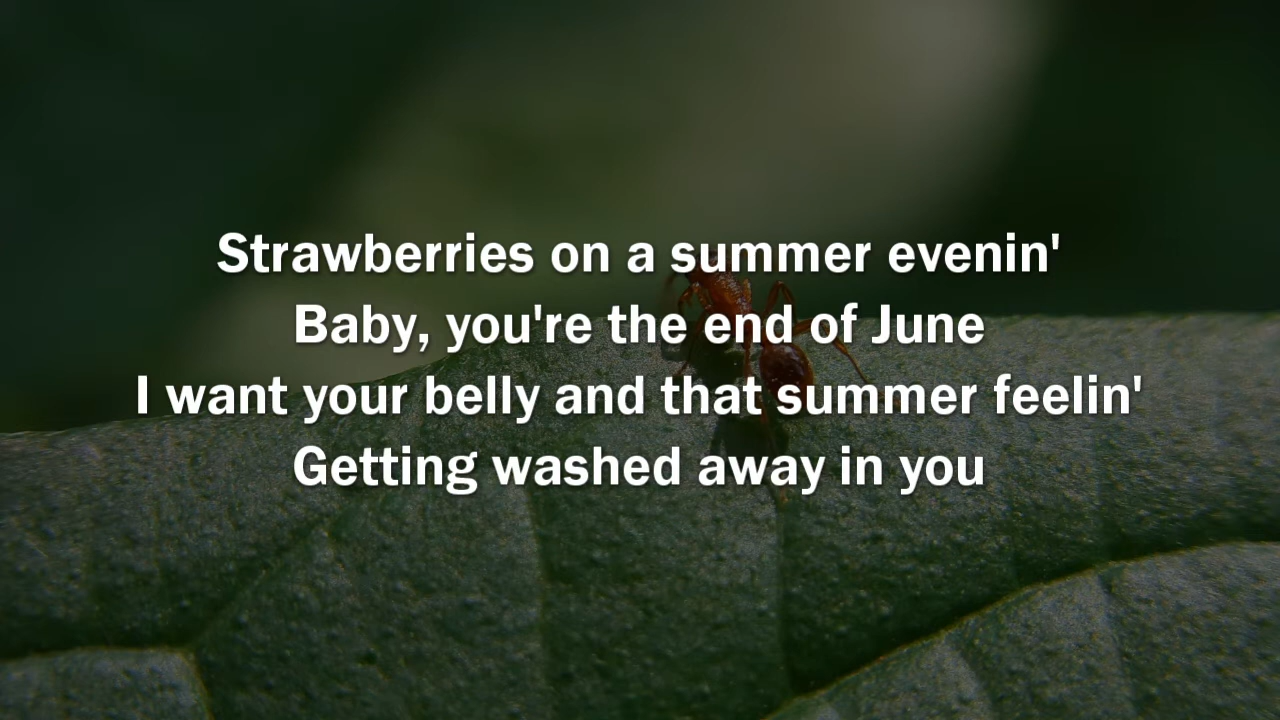 Strawberries on a summer evenin'
Baby, you're the end of June
I want your belly and that summer feelin'
Getting washed away in you